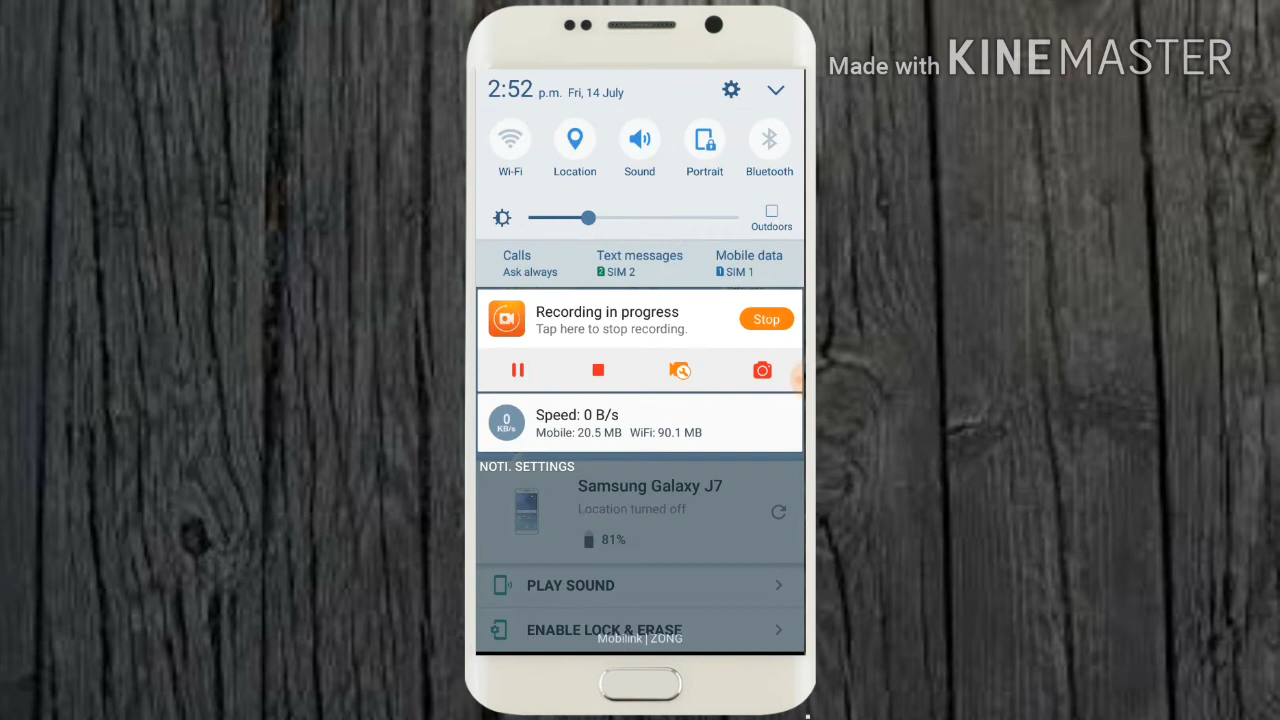 Made with KINEMASTER
2:52 p.m. Fri, 14 July
Wi-Fi Location Sound Portrait Bluetooth
Outdoors
Calls Text messages Mobile data
Ask always 2 SIM 2 1 SIM 1
Recording in progress
Tap here to stop recording.
Stop
0 KB/s
Speed: 0 B/s
Mobile: 20.5 MB WiFi: 90.1 MB
NOTI. SETTINGS
Samsung Galaxy J7
Location turned off
81%
PLAY SOUND
ENABLE LOCK & ERASE
Mobilink | ZONG